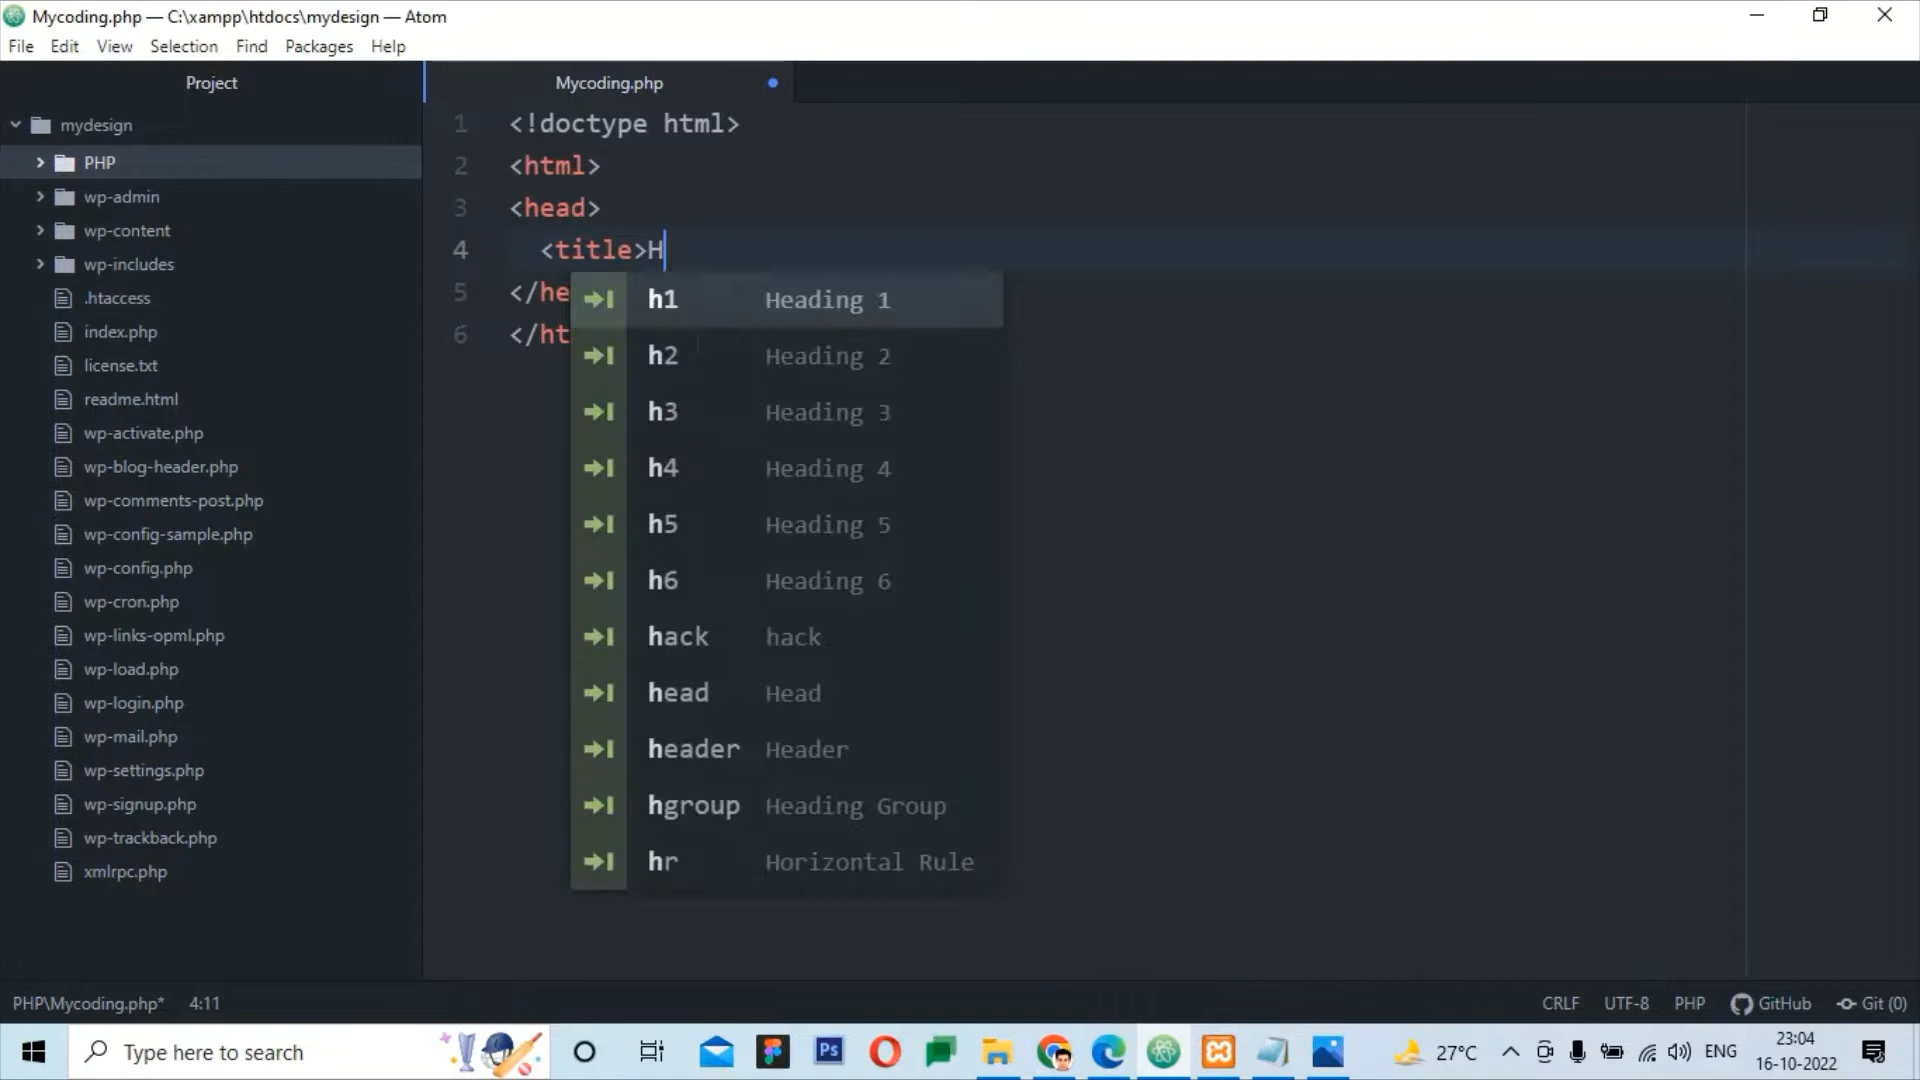 Mycoding.php — C:\xampp\htdocs\mydesign — Atom
File Edit View Selection Find Packages Help
Project
mydesign
PHP
wp-admin
wp-content
wp-includes
.htaccess
index.php
license.txt
readme.html
wp-activate.php
wp-blog-header.php
wp-comments-post.php
wp-config-sample.php
wp-config.php
wp-cron.php
wp-links-opml.php
wp-load.php
wp-login.php
wp-mail.php
wp-settings.php
wp-signup.php
wp-trackback.php
xmlrpc.php
Mycoding.php
1 <!doctype html>
2 <html>
3 <head>
4 <title>H
5 </he
6 </ht
h1 Heading 1
h2 Heading 2
h3 Heading 3
h4 Heading 4
h5 Heading 5
h6 Heading 6
hack hack
head Head
header Header
hgroup Heading Group
hr Horizontal Rule
PHP\Mycoding.php* 4:11 CRLF UTF-8 PHP GitHub Git (0)
Type here to search
Ps
27°C
ENG
23:04
16-10-2022